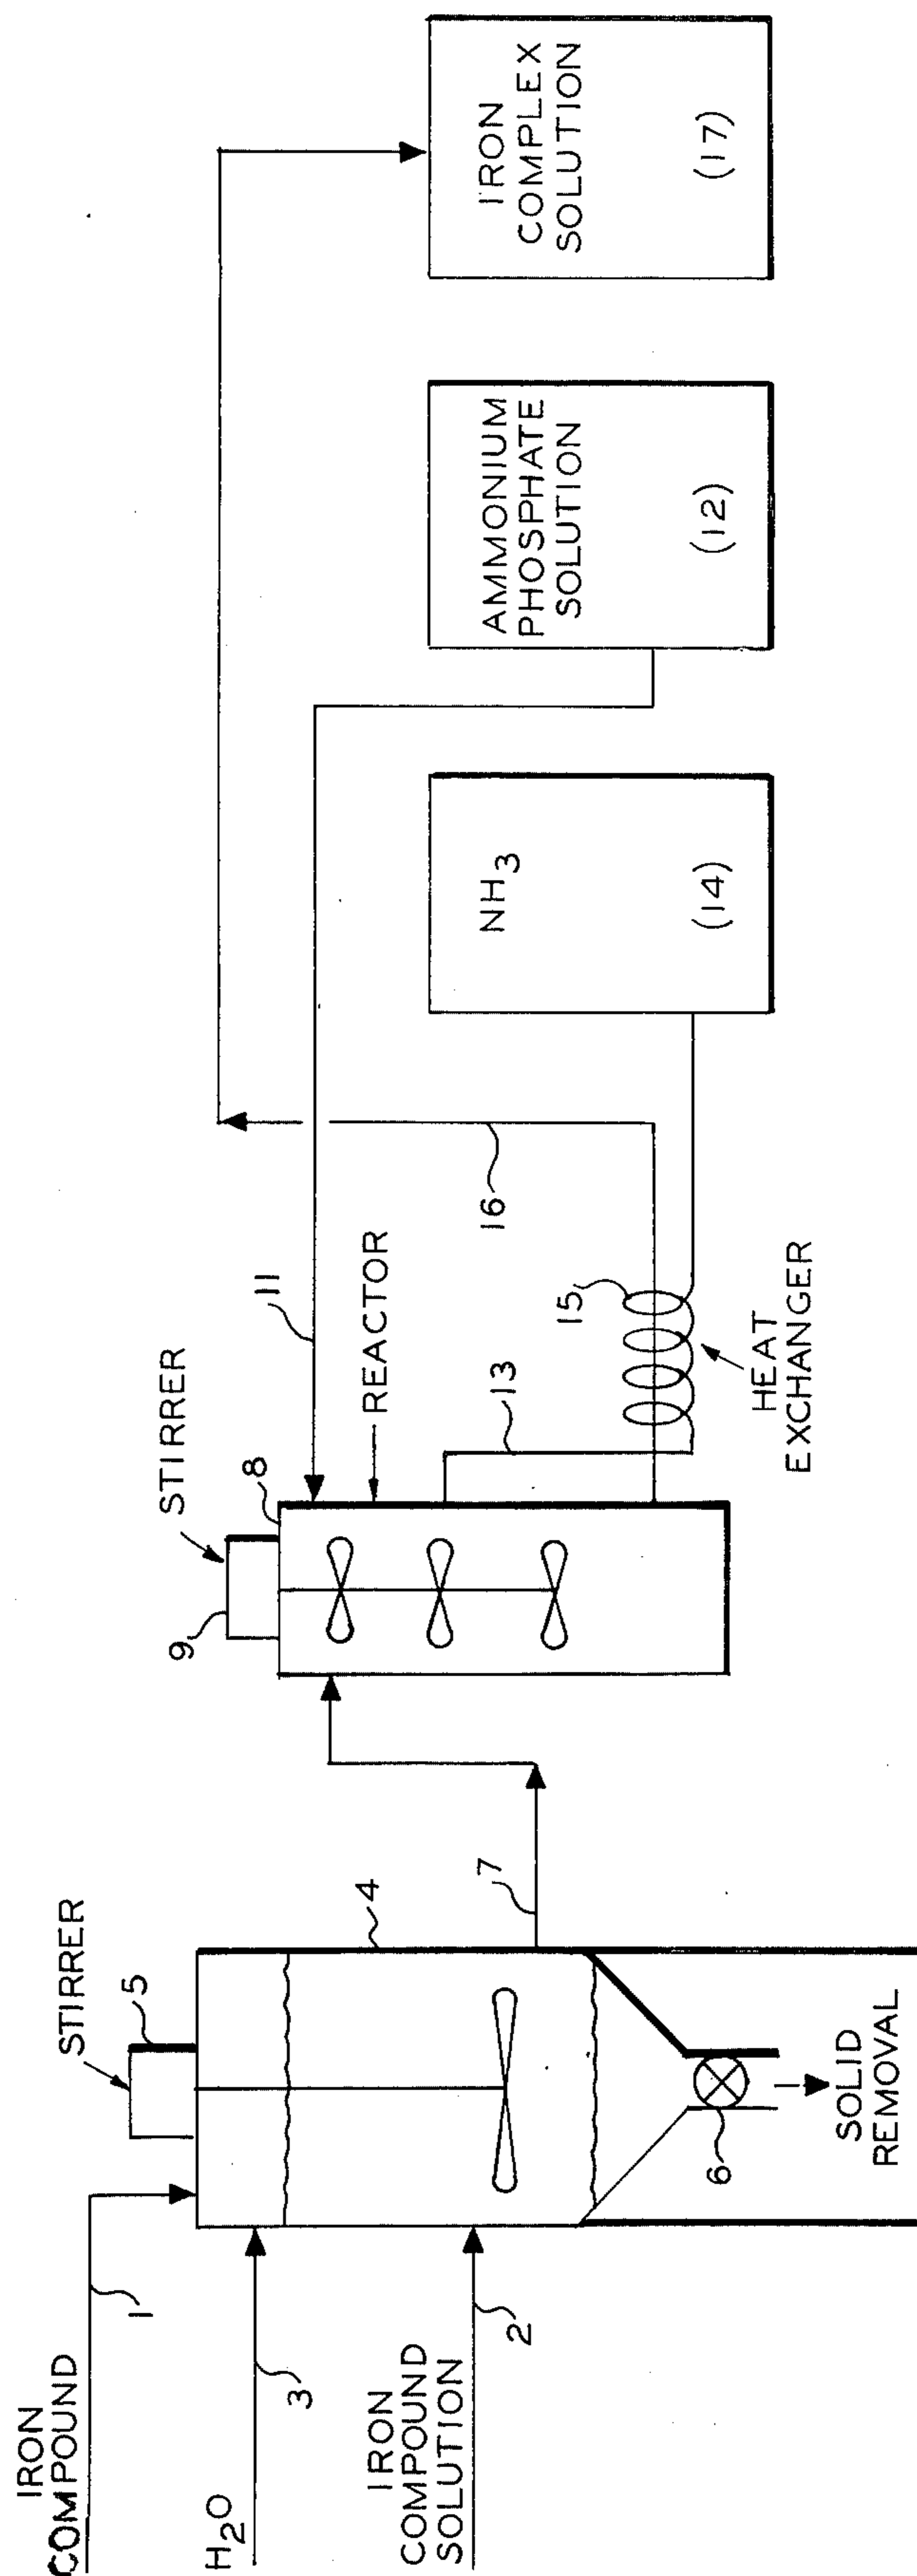 IRON
COMPOUND
1
H2O
3
IRON
COMPOUND
SOLUTION
2
STIRRER
5
4
7
6
SOLID
REMOVAL
STIRRER
9
8
REACTOR
11
13
15
HEAT
EXCHANGER
16
NH3
(14)
AMMONIUM
PHOSPHATE
SOLUTION
(12)
IRON
COMPLEX
SOLUTION
(17)